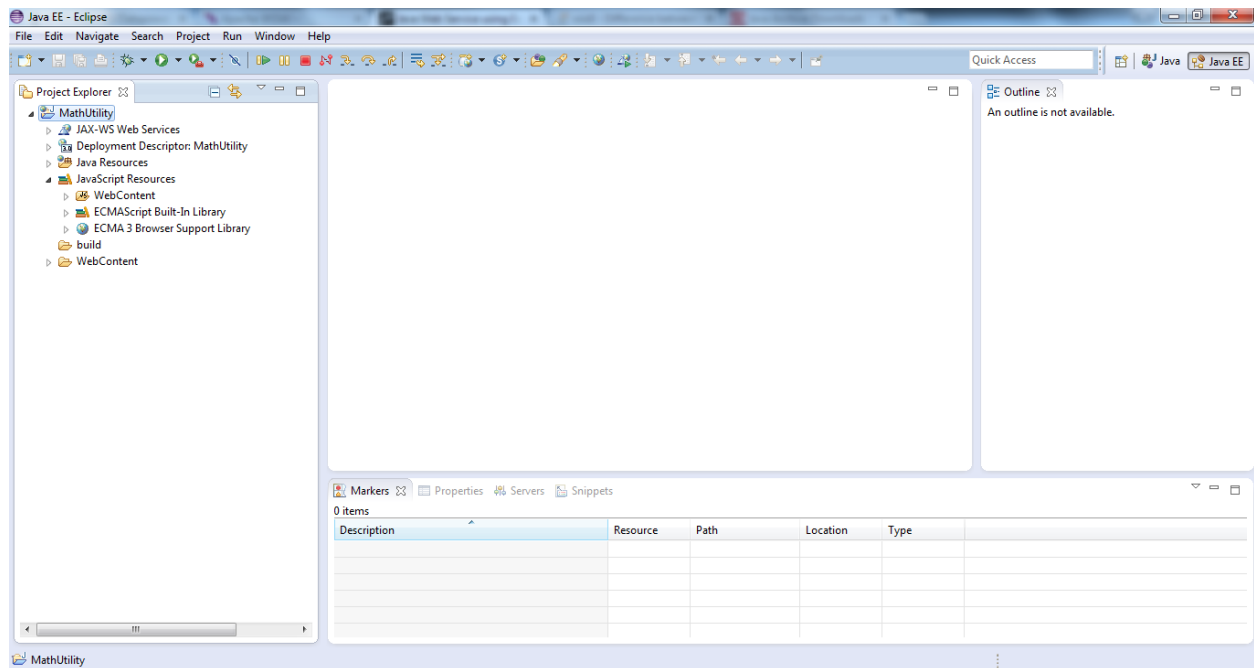 Java EE - Eclipse
File Edit Navigate Search Project Run Window Help
Quick Access
Java
Java EE
Project Explorer
MathUtility
JAX-WS Web Services
Deployment Descriptor: MathUtility
Java Resources
JavaScript Resources
WebContent
ECMAScript Built-In Library
ECMA 3 Browser Support Library
build
WebContent
Outline
An outline is not available.
Markers Properties Servers Snippets
0 items
Description Resource Path Location Type
MathUtility